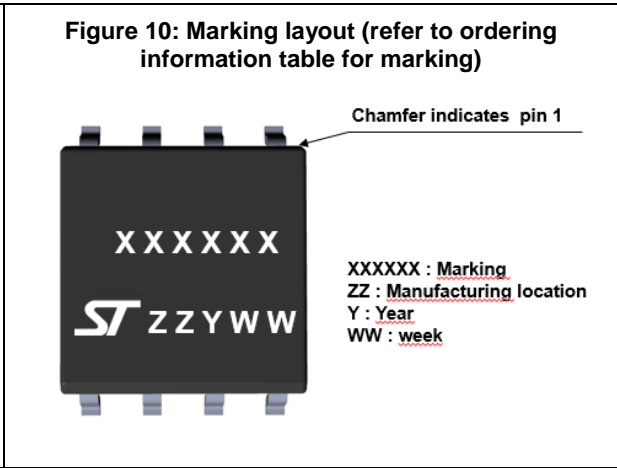 Figure 10: Marking layout (refer to ordering
information table for marking)
Chamfer indicates pin 1
XXXXXX
ST ZZYWW
XXXXXX : Marking
ZZ : Manufacturing location
Y : Year
WW : week